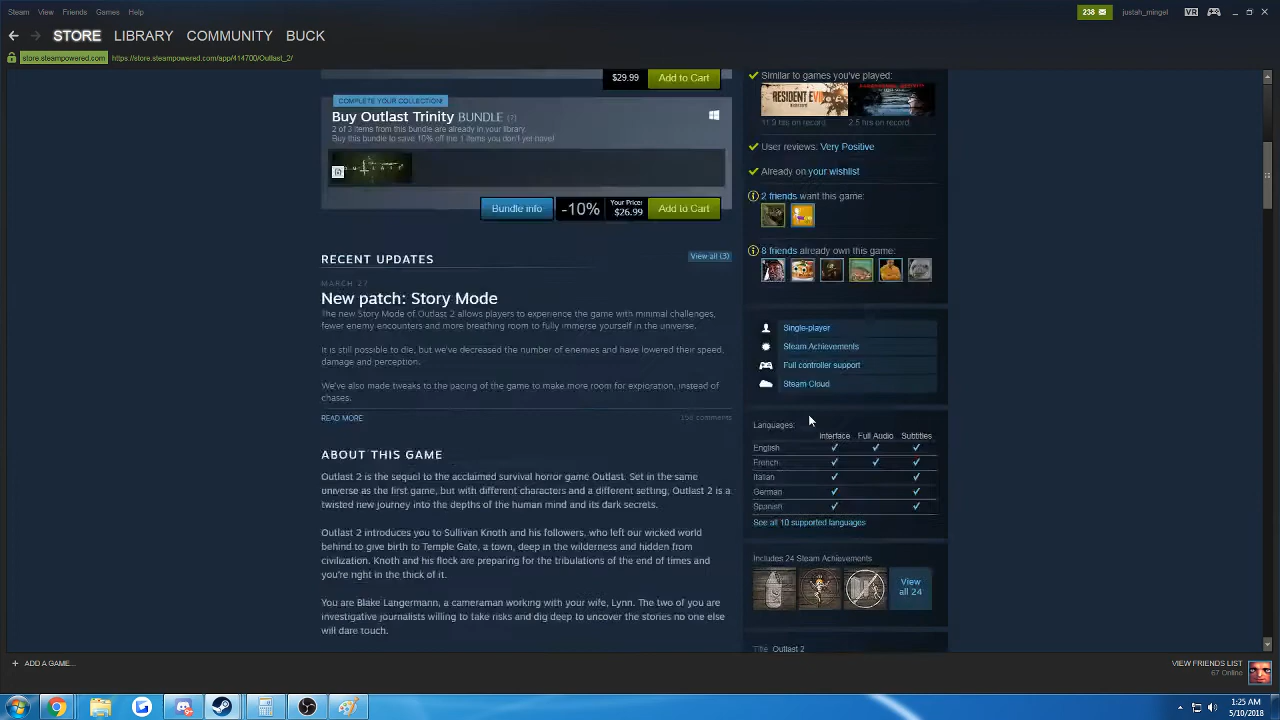 Steam View Friends Games Help
238
justah_mingel
VR
STORE LIBRARY COMMUNITY BUCK
store.steampowered.com https://store.steampowered.com/app/414700/Outlast_2/
$29.99 Add to Cart
COMPLETE YOUR COLLECTION!
Buy Outlast Trinity BUNDLE (?)
2 of 3 items from this bundle are already in your library.
Buy this bundle to save 10% off the 1 items you don't yet have!
Bundle info -10% Your Price: $26.99 Add to Cart
RECENT UPDATES View all (3)
MARCH 27
New patch: Story Mode
The new Story Mode of Outlast 2 allows players to experience the game with minimal challenges,
fewer enemy encounters and more breathing room to fully immerse yourself in the universe.
It is still possible to die, but we've decreased the number of enemies and have lowered their speed,
damage and perception.
We've also made tweaks to the pacing of the game to make more room for exploration, instead of
chases.
READ MORE comments
ABOUT THIS GAME
Outlast 2 is the sequel to the acclaimed survival horror game Outlast. Set in the same
universe as the first game, but with different characters and a different setting, Outlast 2 is a
twisted new journey into the depths of the human mind and its dark secrets.
Outlast 2 introduces you to Sullivan Knoth and his followers, who left our wicked world
behind to give birth to Temple Gate, a town, deep in the wilderness and hidden from
civilization. Knoth and his flock are preparing for the tribulations of the end of times and
you're right in the thick of it.
You are Blake Langermann, a cameraman working with your wife, Lynn. The two of you are
investigative journalists willing to take risks and dig deep to uncover the stories no one else
will dare touch.
Similar to games you've played:
RESIDENT EVIL
hrs on record 2.5 hrs on record
User reviews: Very Positive
Already on your wishlist
2 friends want this game:
8 friends already own this game:
Single-player
Steam Achievements
Full controller support
Steam Cloud
Languages:
Interface Full Audio Subtitles
English
French
Italian
German
Spanish
See all 10 supported languages
Includes 24 Steam Achievements
View
all 24
Title Outlast 2
ADD A GAME...
VIEW FRIENDS LIST
67 Online
1:25 AM
5/10/2018